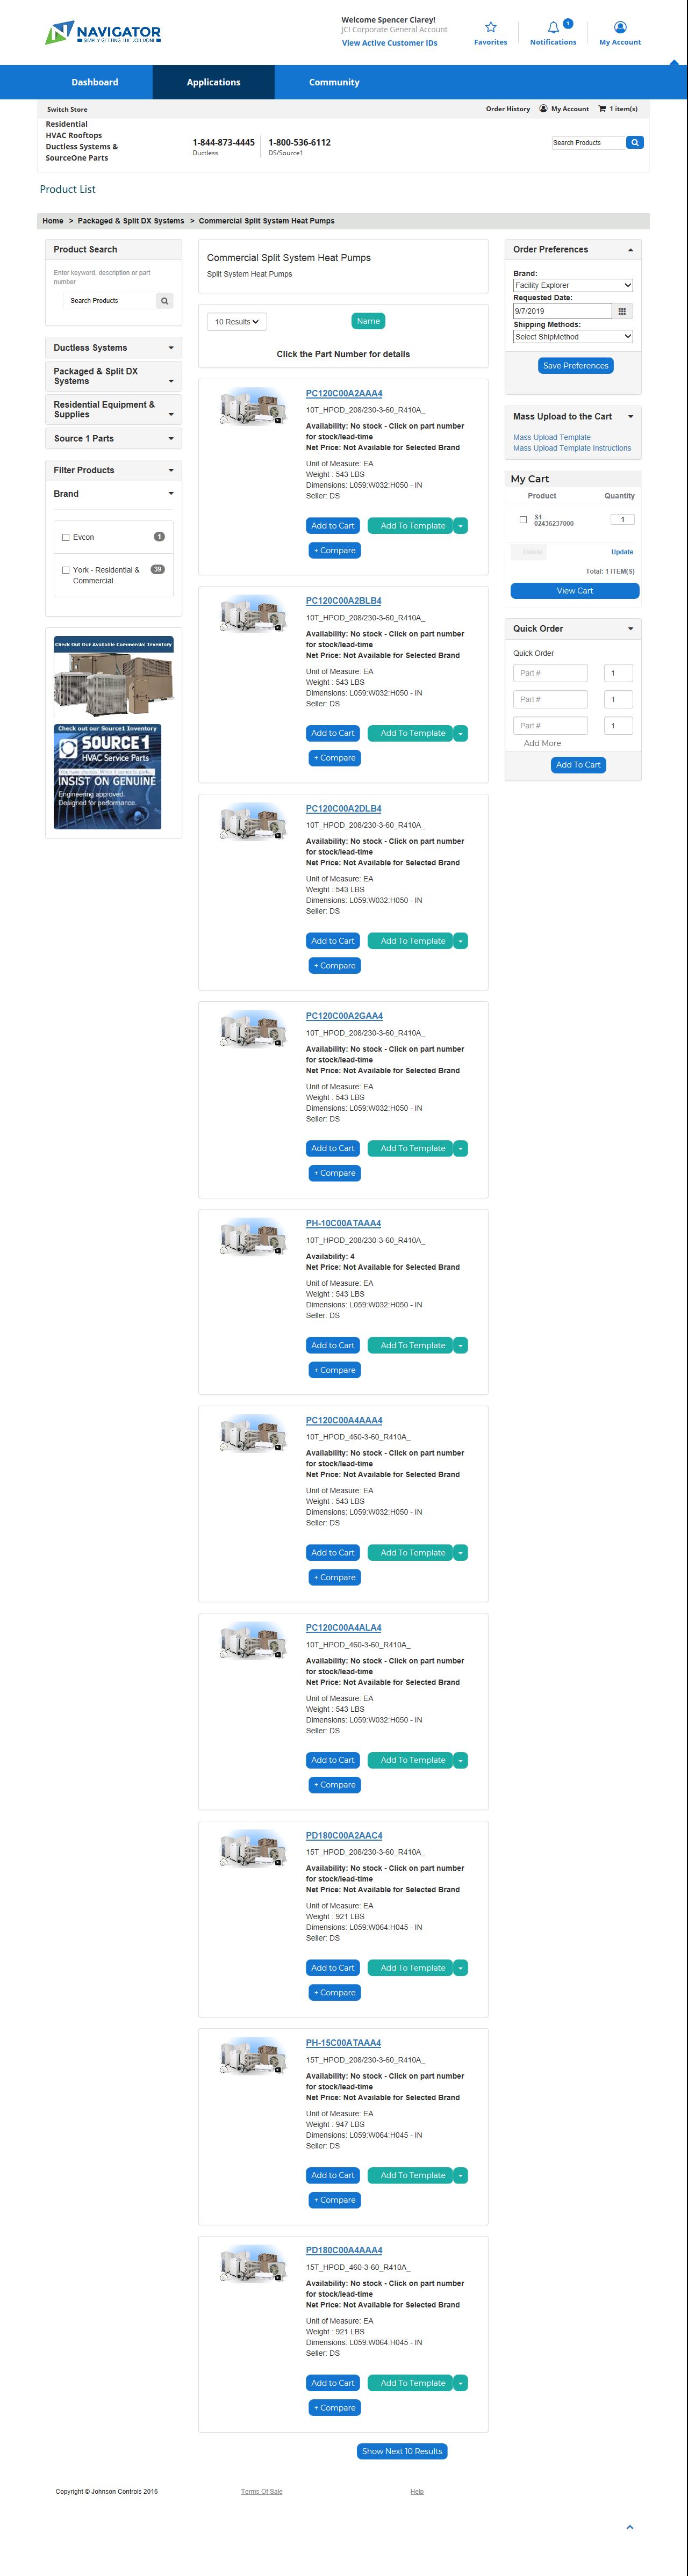 NAVIGATOR
SIMPLIFYING THE JCI ZONE
Welcome Spencer Clarey!
JCI Corporate General Account
View Active Customer IDs
Favorites
1
Notifications
My Account
Dashboard
Applications
Community
Switch Store
Order History
My Account
1 item(s)
Residential
HVAC Rooftops
Ductless Systems &
SourceOne Parts
1-844-873-4445
Ductless
1-800-536-6112
DS/Source1
Search Products
Product List
Home > Packaged & Split DX Systems > Commercial Split System Heat Pumps
Product Search
Enter keyword, description or part
number
Search Products
Ductless Systems
Packaged & Split DX
Systems
Residential Equipment &
Supplies
Source 1 Parts
Filter Products
Brand
Evcon
1
York - Residential &
Commercial
39
Check Out Our Available Commercial Inventory
Check out our Source1 Inventory
SOURCE1
HVAC Service Parts
INSIST ON GENUINE
Engineering approved.
Designed for performance.
Commercial Split System Heat Pumps
Split System Heat Pumps
10 Results
Name
Click the Part Number for details
PC120C00A2AAA4
10T_HPOD_208/230-3-60_R410A_
Availability: No stock - Click on part number
for stock/lead-time
Net Price: Not Available for Selected Brand
Unit of Measure: EA
Weight : 543 LBS
Dimensions: L059:W032:H050 - IN
Seller: DS
Add to Cart
Add To Template
+ Compare
PC120C00A2BLB4
10T_HPOD_208/230-3-60_R410A_
Availability: No stock - Click on part number
for stock/lead-time
Net Price: Not Available for Selected Brand
Unit of Measure: EA
Weight : 543 LBS
Dimensions: L059:W032:H050 - IN
Seller: DS
Add to Cart
Add To Template
+ Compare
PC120C00A2DLB4
10T_HPOD_208/230-3-60_R410A_
Availability: No stock - Click on part number
for stock/lead-time
Net Price: Not Available for Selected Brand
Unit of Measure: EA
Weight : 543 LBS
Dimensions: L059:W032:H050 - IN
Seller: DS
Add to Cart
Add To Template
+ Compare
PC120C00A2GAA4
10T_HPOD_208/230-3-60_R410A_
Availability: No stock - Click on part number
for stock/lead-time
Net Price: Not Available for Selected Brand
Unit of Measure: EA
Weight : 543 LBS
Dimensions: L059:W032:H050 - IN
Seller: DS
Add to Cart
Add To Template
+ Compare
PH-10C00ATAAA4
10T_HPOD_208/230-3-60_R410A_
Availability: 4
Net Price: Not Available for Selected Brand
Unit of Measure: EA
Weight : 543 LBS
Dimensions: L059:W032:H050 - IN
Seller: DS
Add to Cart
Add To Template
+ Compare
PC120C00A4AAA4
10T_HPOD_460-3-60_R410A_
Availability: No stock - Click on part number
for stock/lead-time
Net Price: Not Available for Selected Brand
Unit of Measure: EA
Weight : 543 LBS
Dimensions: L059:W032:H050 - IN
Seller: DS
Add to Cart
Add To Template
+ Compare
PC120C00A4ALA4
10T_HPOD_460-3-60_R410A_
Availability: No stock - Click on part number
for stock/lead-time
Net Price: Not Available for Selected Brand
Unit of Measure: EA
Weight : 543 LBS
Dimensions: L059:W032:H050 - IN
Seller: DS
Add to Cart
Add To Template
+ Compare
PD180C00A2AAC4
15T_HPOD_208/230-3-60_R410A_
Availability: No stock - Click on part number
for stock/lead-time
Net Price: Not Available for Selected Brand
Unit of Measure: EA
Weight : 921 LBS
Dimensions: L059:W064:H045 - IN
Seller: DS
Add to Cart
Add To Template
+ Compare
PH-15C00ATAAA4
15T_HPOD_208/230-3-60_R410A_
Availability: No stock - Click on part number
for stock/lead-time
Net Price: Not Available for Selected Brand
Unit of Measure: EA
Weight : 947 LBS
Dimensions: L059:W064:H045 - IN
Seller: DS
Add to Cart
Add To Template
+ Compare
PD180C00A4AAA4
15T_HPOD_460-3-60_R410A_
Availability: No stock - Click on part number
for stock/lead-time
Net Price: Not Available for Selected Brand
Unit of Measure: EA
Weight : 921 LBS
Dimensions: L059:W064:H045 - IN
Seller: DS
Add to Cart
Add To Template
+ Compare
Show Next 10 Results
Order Preferences
Brand:
Facility Explorer
Requested Date:
9/7/2019
Shipping Methods:
Select ShipMethod
Save Preferences
Mass Upload to the Cart
Mass Upload Template
Mass Upload Template Instructions
My Cart
Product
Quantity
S1-
02436237000
1
Delete
Update
Total: 1 ITEM(S)
View Cart
Quick Order
Quick Order
Part #
1
Part #
1
Part #
1
Add More
Add To Cart
Copyright © Johnson Controls 2016
Terms Of Sale
Help